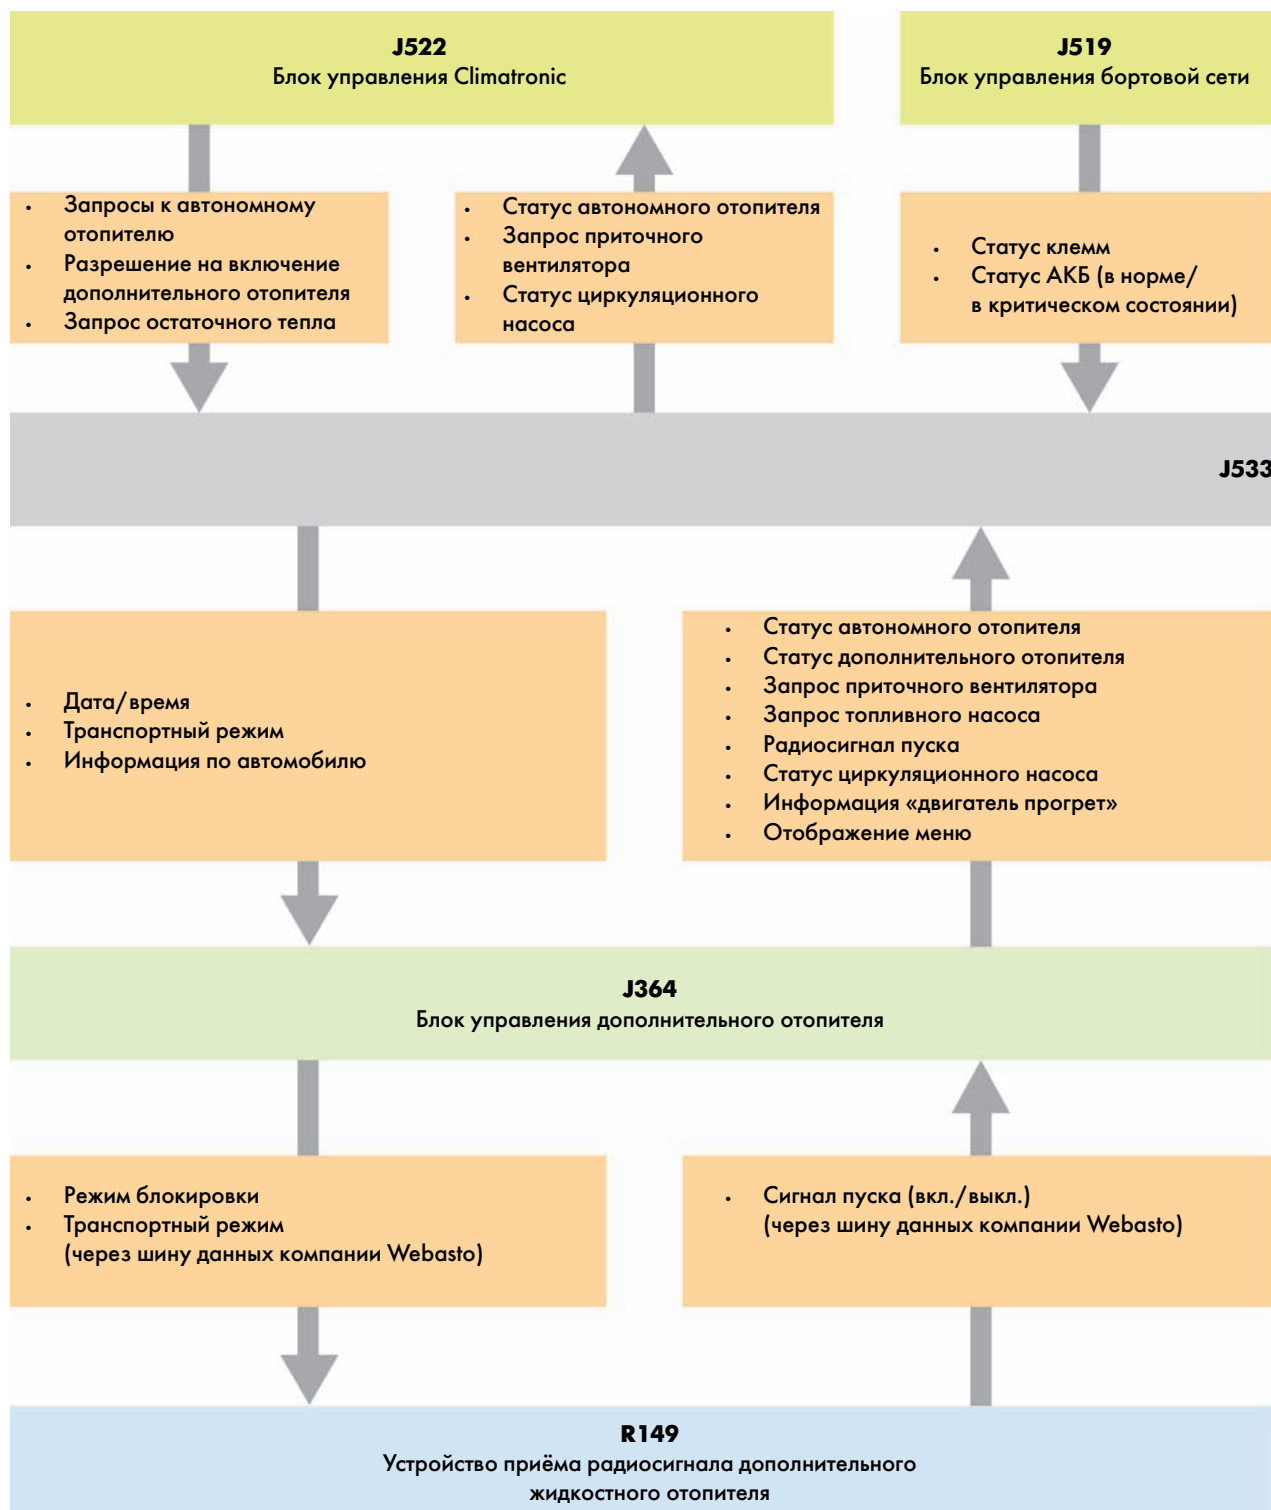 J522
Блок управления Climatronic
J519
Блок управления бортовой сети
• Запросы к автономному
отопителю
• Разрешение на включение
дополнительного отопителя
• Запрос остаточного тепла
• Статус автономного отопителя
• Запрос приточного
вентилятора
• Статус циркуляционного
насоса
• Статус клемм
• Статус АКБ (в норме/
в критическом состоянии)
J533
• Дата/время
• Транспортный режим
• Информация по автомобилю
• Статус автономного отопителя
• Статус дополнительного отопителя
• Запрос приточного вентилятора
• Запрос топливного насоса
• Радиосигнал пуска
• Статус циркуляционного насоса
• Информация «двигатель прогрет»
• Отображение меню
J364
Блок управления дополнительного отопителя
• Режим блокировки
• Транспортный режим
(через шину данных компании Webasto)
• Сигнал пуска (вкл./выкл.)
(через шину данных компании Webasto)
R149
Устройство приёма радиосигнала дополнительного
жидкостного отопителя